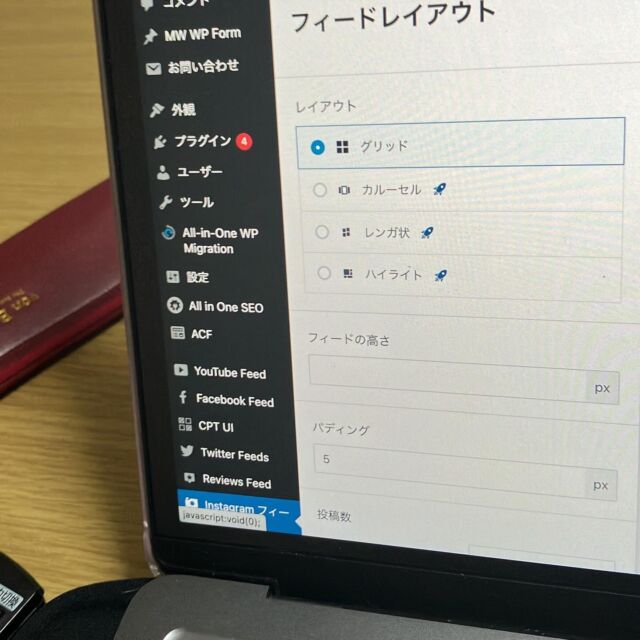 コメント
MW WP Form
お問い合わせ
外観
プラグイン 4
ユーザー
ツール
All-in-One WP
Migration
設定
All in One SEO
ACF
YouTube Feed
Facebook Feed
CPT UI
Twitter Feeds
Reviews Feed
Instagram フィー
javascript:void(0);
フィードレイアウト
レイアウト
グリッド
カルーセル
レンガ状
ハイライト
フィードの高さ
px
パディング
5
px
投稿数